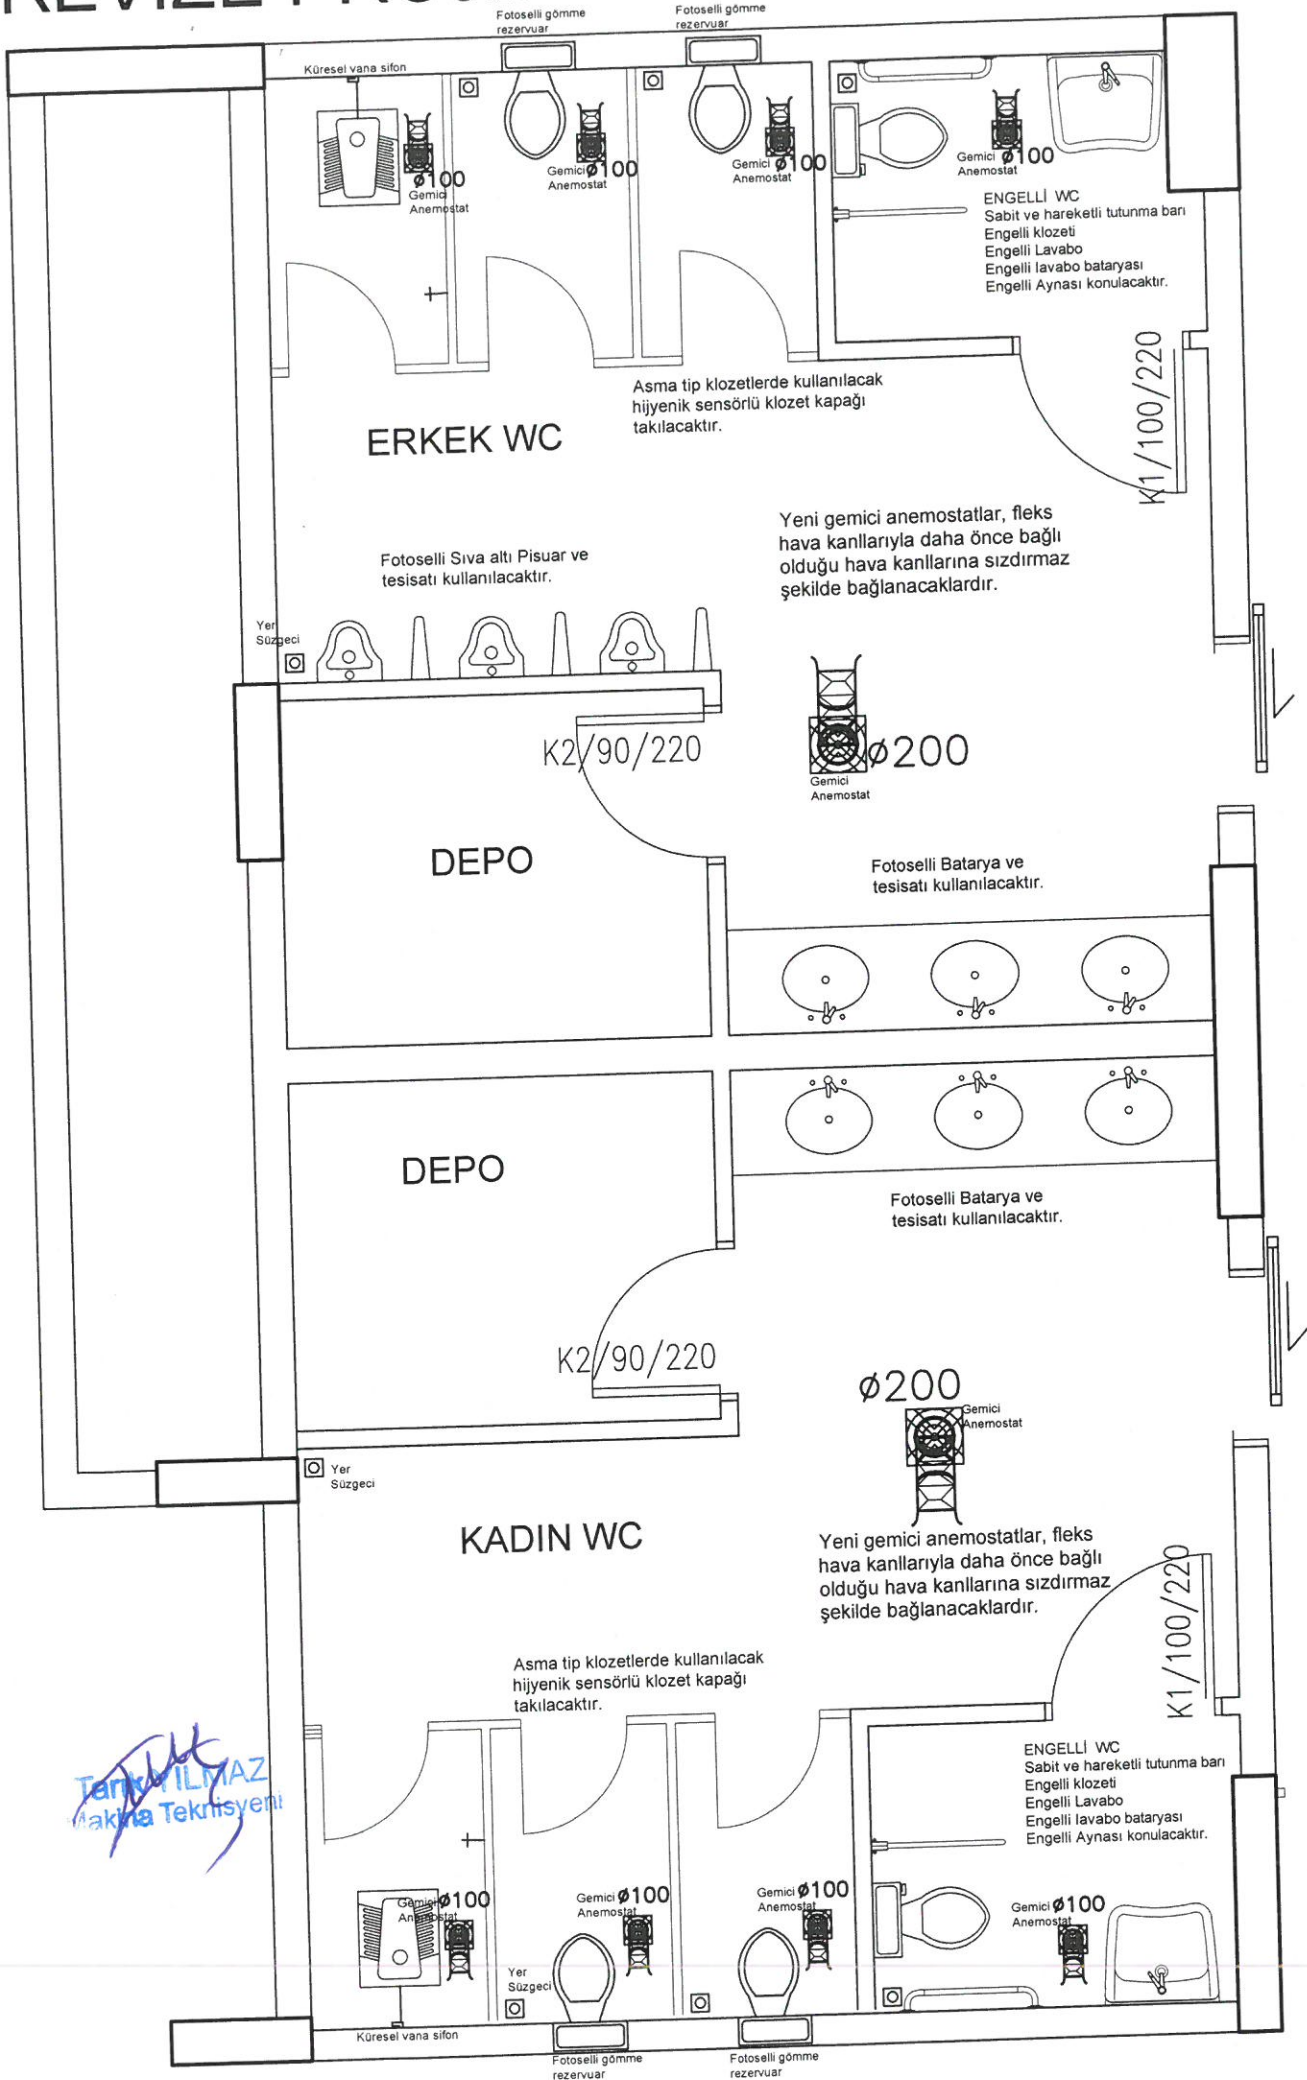 Fotoselli gömme
rezervuar
Fotoselli gömme
rezervuar
Küresel vana sifon
ø100
Gemici
Anemostat
Gemici ø100
Anemostat
Gemici ø100
Anemostat
Gemici ø100
Anemostat
ENGELLİ WC
Sabit ve hareketli tutunma barı
Engelli klozeti
Engelli Lavabo
Engelli lavabo bataryası
Engelli Aynası konulacaktır.
K1/100/220
Asma tip klozetlerde kullanılacak
hijyenik sensörlü klozet kapağı
takılacaktır.
ERKEK WC
Yeni gemici anemostatlar, fleks
hava kanllarıyla daha önce bağlı
olduğu hava kanllarına sızdırmaz
şekilde bağlanacaklardır.
Fotoselli Sıva altı Pisuar ve
tesisatı kullanılacaktır.
Yer
Süzgeci
K2/90/220
ø200
Gemici
Anemostat
DEPO
Fotoselli Batarya ve
tesisatı kullanılacaktır.
DEPO
Fotoselli Batarya ve
tesisatı kullanılacaktır.
K2/90/220
ø200
Gemici
Anemostat
Yer
Süzgeci
KADIN WC
Yeni gemici anemostatlar, fleks
hava kanllarıyla daha önce bağlı
olduğu hava kanllarına sızdırmaz
şekilde bağlanacaklardır.
K1/100/220
Asma tip klozetlerde kullanılacak
hijyenik sensörlü klozet kapağı
takılacaktır.
ENGELLİ WC
Sabit ve hareketli tutunma barı
Engelli klozeti
Engelli Lavabo
Engelli lavabo bataryası
Engelli Aynası konulacaktır.
Tarık YILMAZ
Makina Teknisyeni
Gemici ø100
Anemostat
Gemici ø100
Anemostat
Gemici ø100
Anemostat
Gemici ø100
Anemostat
Yer
Süzgeci
Küresel vana sifon
Fotoselli gömme
rezervuar
Fotoselli gömme
rezervuar